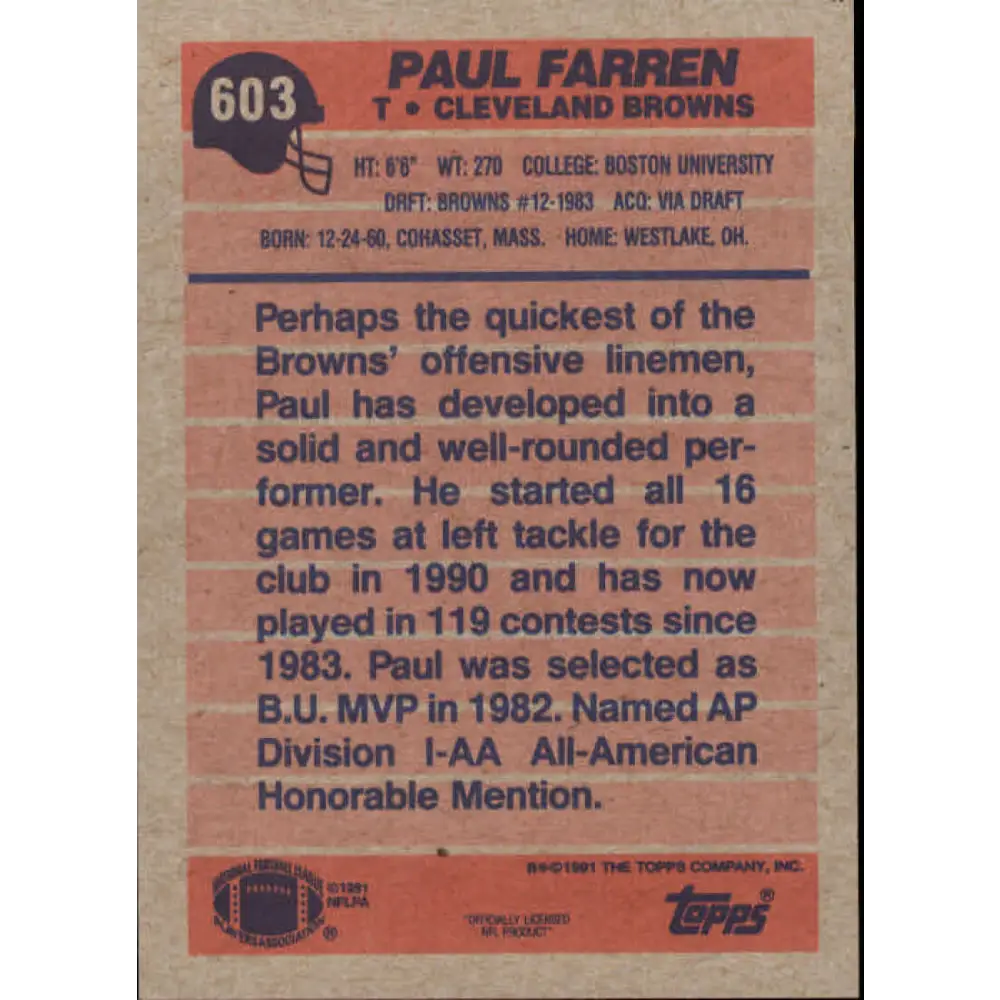 603
PAUL FARREN
T • CLEVELAND BROWNS
HT: 6'6" WT: 270 COLLEGE: BOSTON UNIVERSITY
DRFT: BROWNS #12-1983 ACQ: VIA DRAFT
BORN: 12-24-60, COHASSET, MASS. HOME: WESTLAKE, OH.
Perhaps the quickest of the
Browns' offensive linemen,
Paul has developed into a
solid and well-rounded per-
former. He started all 16
games at left tackle for the
club in 1990 and has now
played in 119 contests since
1983. Paul was selected as
B.U. MVP in 1982. Named AP
Division I-AA All-American
Honorable Mention.
NATIONAL FOOTBALL LEAGUE
PLAYERS ASSOCIATION ®
©1991
NFLPA
"OFFICIALLY LICENSED
NFL PRODUCT"
®©1991 THE TOPPS COMPANY, INC.
topps®